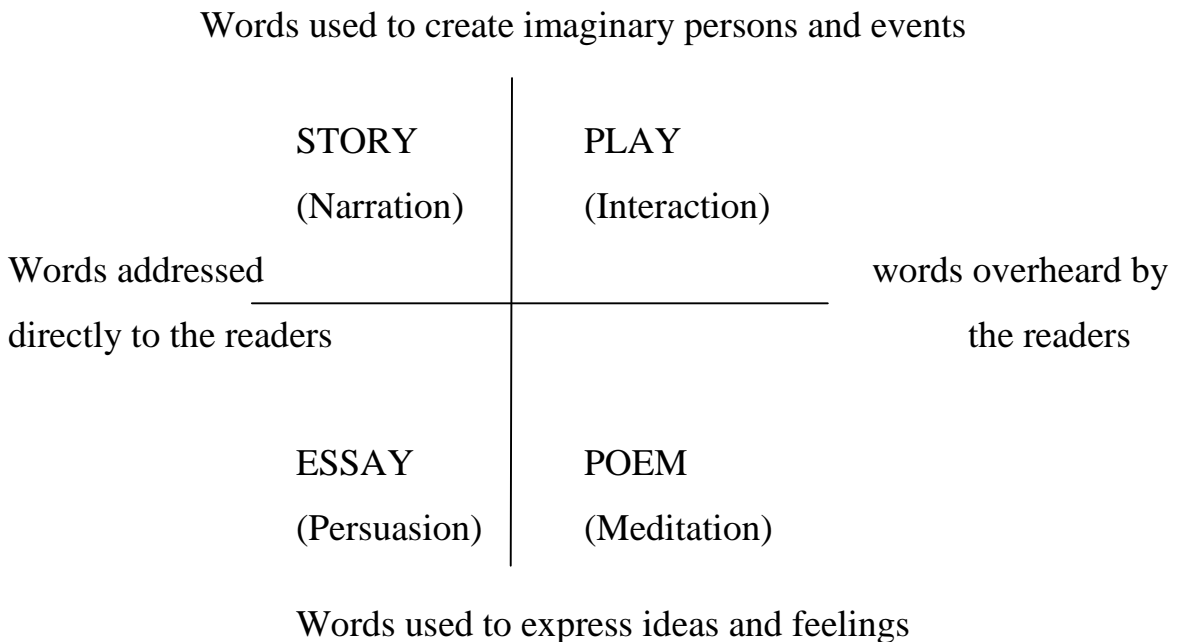 Words used to create imaginary persons and events
STORY PLAY
(Narration) (Interaction)
Words addressed words overheard by
directly to the readers the readers
ESSAY POEM
(Persuasion) (Meditation)
Words used to express ideas and feelings